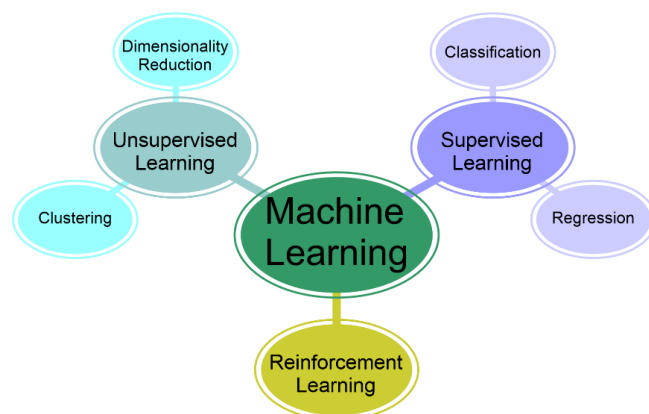 Dimensionality
Reduction
Classification
Unsupervised
Learning
Supervised
Learning
Clustering
Machine
Learning
Regression
Reinforcement
Learning